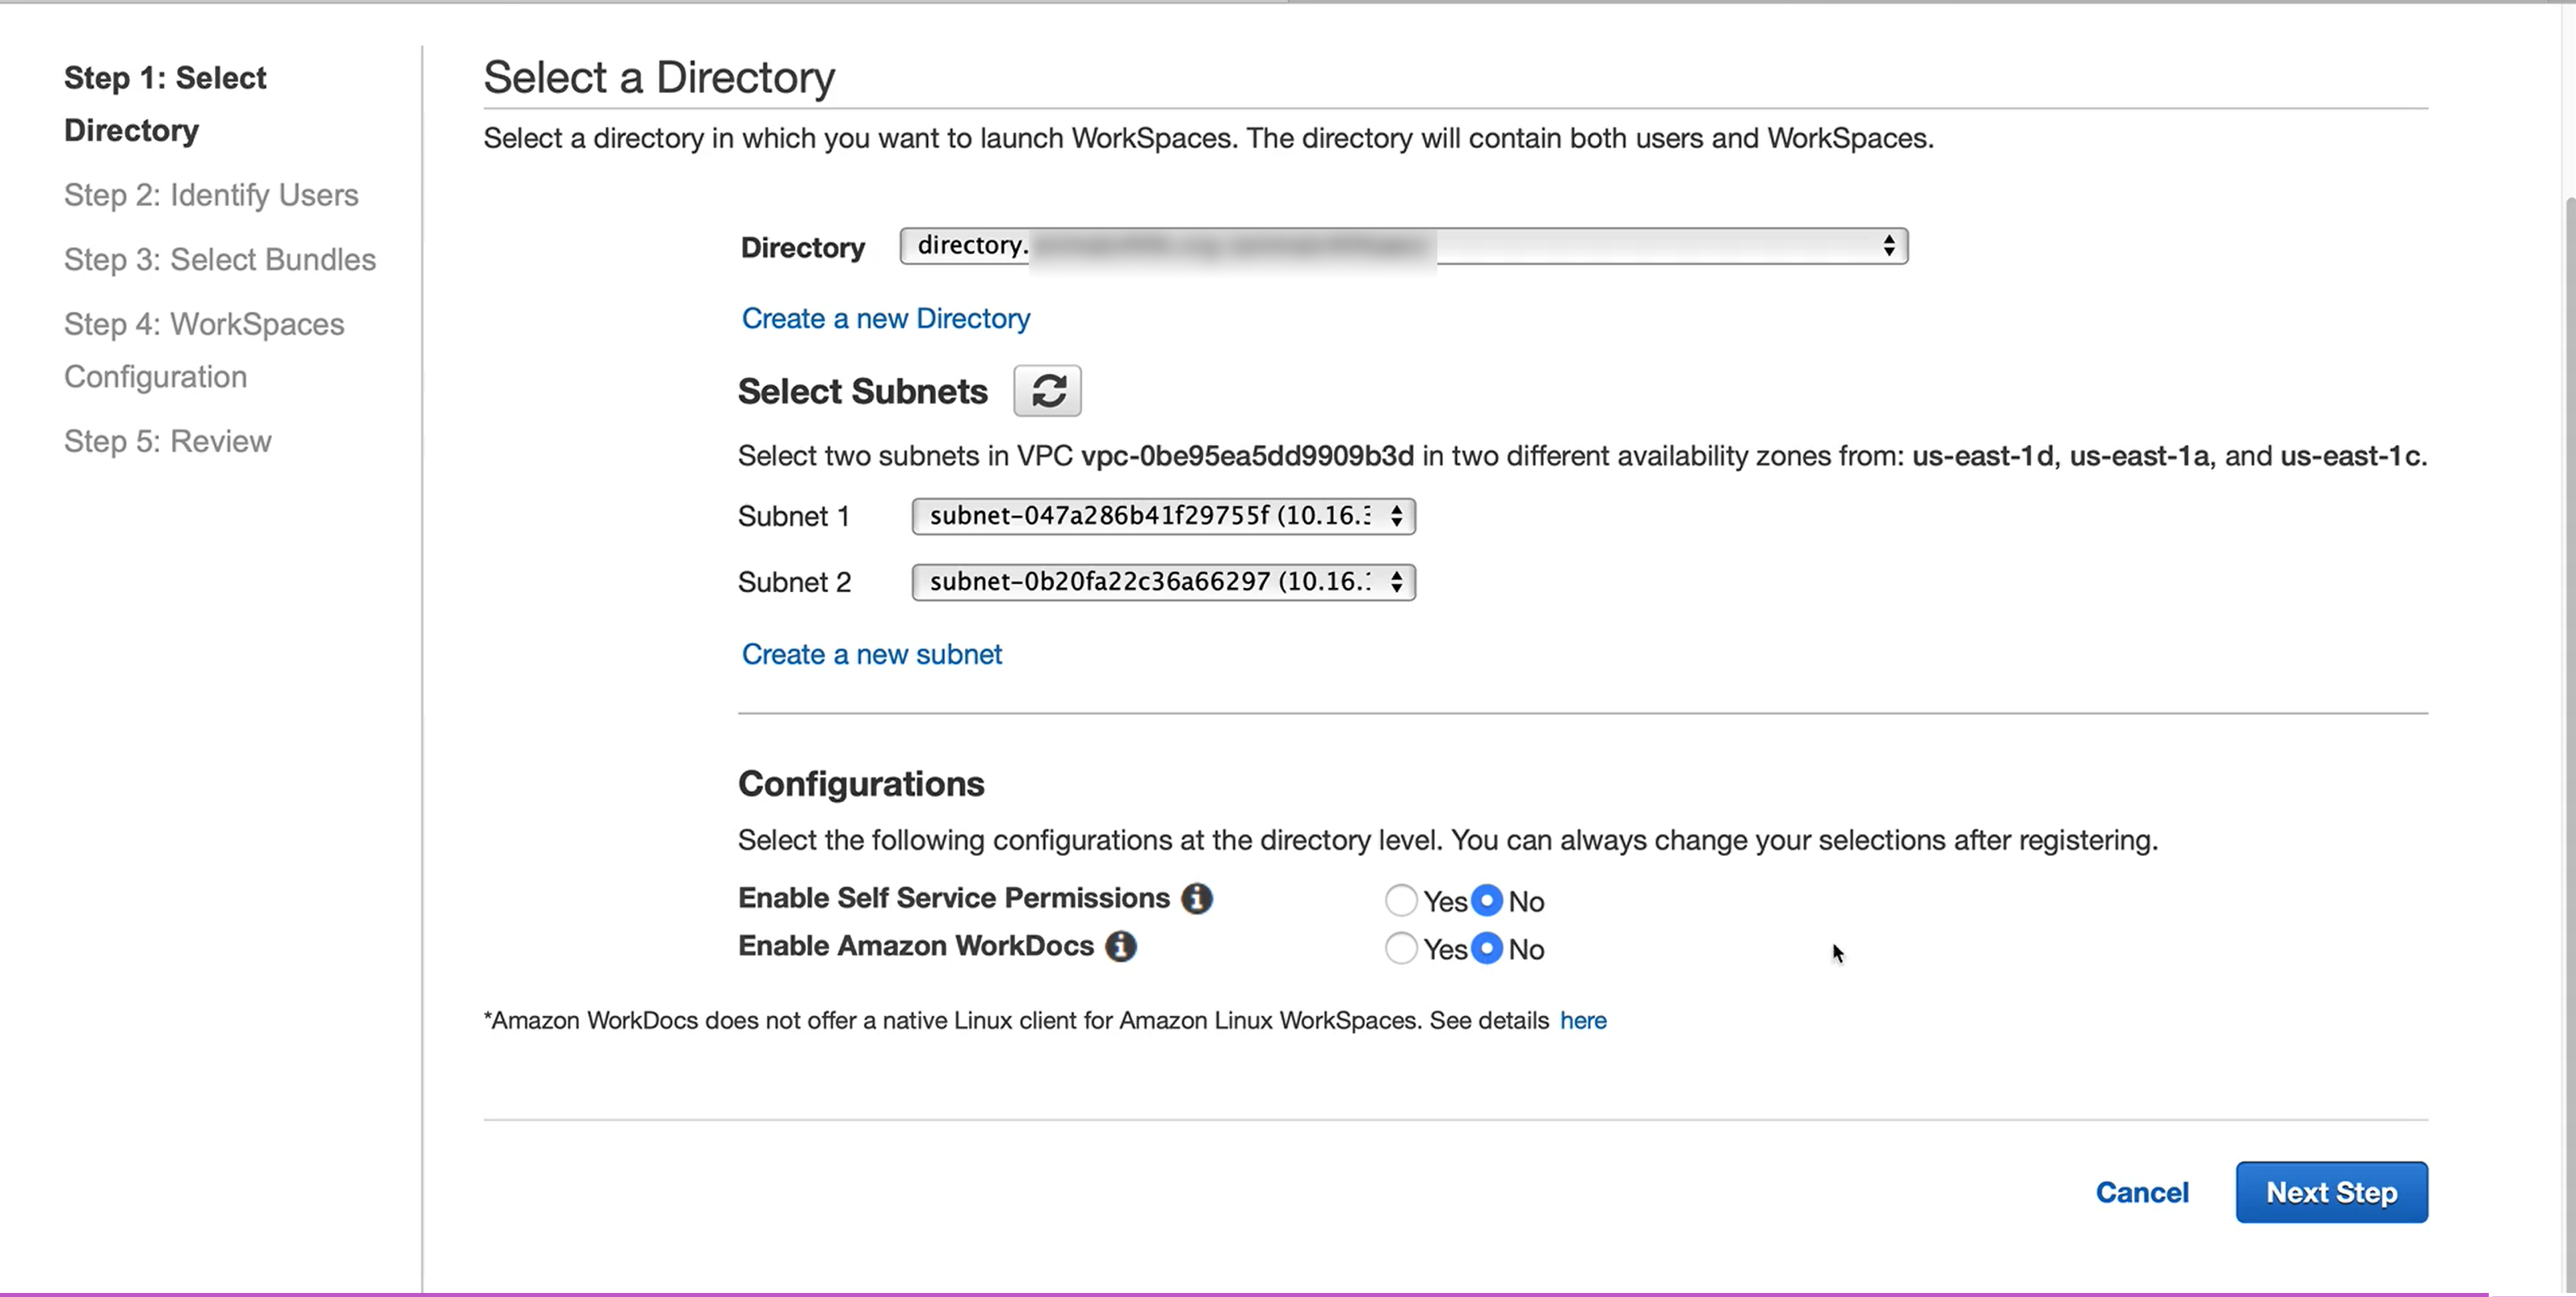 Step 1: Select
Directory
Step 2: Identify Users
Step 3: Select Bundles
Step 4: WorkSpaces
Configuration
Step 5: Review
Select a Directory
Select a directory in which you want to launch WorkSpaces. The directory will contain both users and WorkSpaces.
Directory directory.
Create a new Directory
Select Subnets
Select two subnets in VPC vpc-0be95ea5dd9909b3d in two different availability zones from: us-east-1d, us-east-1a, and us-east-1c.
Subnet 1 subnet-047a286b41f29755f (10.16.
Subnet 2 subnet-0b20fa22c36a66297 (10.16.
Create a new subnet
Configurations
Select the following configurations at the directory level. You can always change your selections after registering.
Enable Self Service Permissions Yes No
Enable Amazon WorkDocs Yes No
*Amazon WorkDocs does not offer a native Linux client for Amazon Linux WorkSpaces. See details here
Cancel Next Step